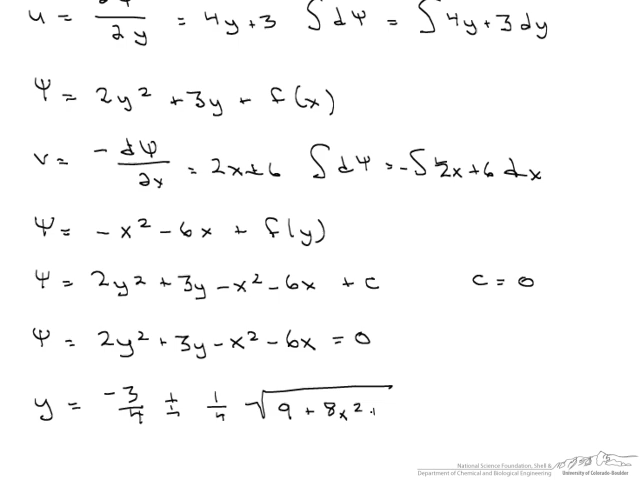 u = ∂Ψ/∂y = 4y+3 ∫dΨ = ∫4y+3dy
Ψ = 2y² + 3y + f(x)
v = -dΨ/∂x = 2x+6 ∫dΨ = -∫2x+6 dx
Ψ = -x² - 6x + f(y)
Ψ = 2y² + 3y - x² - 6x + c c = 0
Ψ = 2y² + 3y - x² - 6x = 0
y = -3/4 ± 1/4 √9 + 8x² +
National Science Foundation, Shell &
Department of Chemical and Biological Engineering
University of Colorado-Boulder